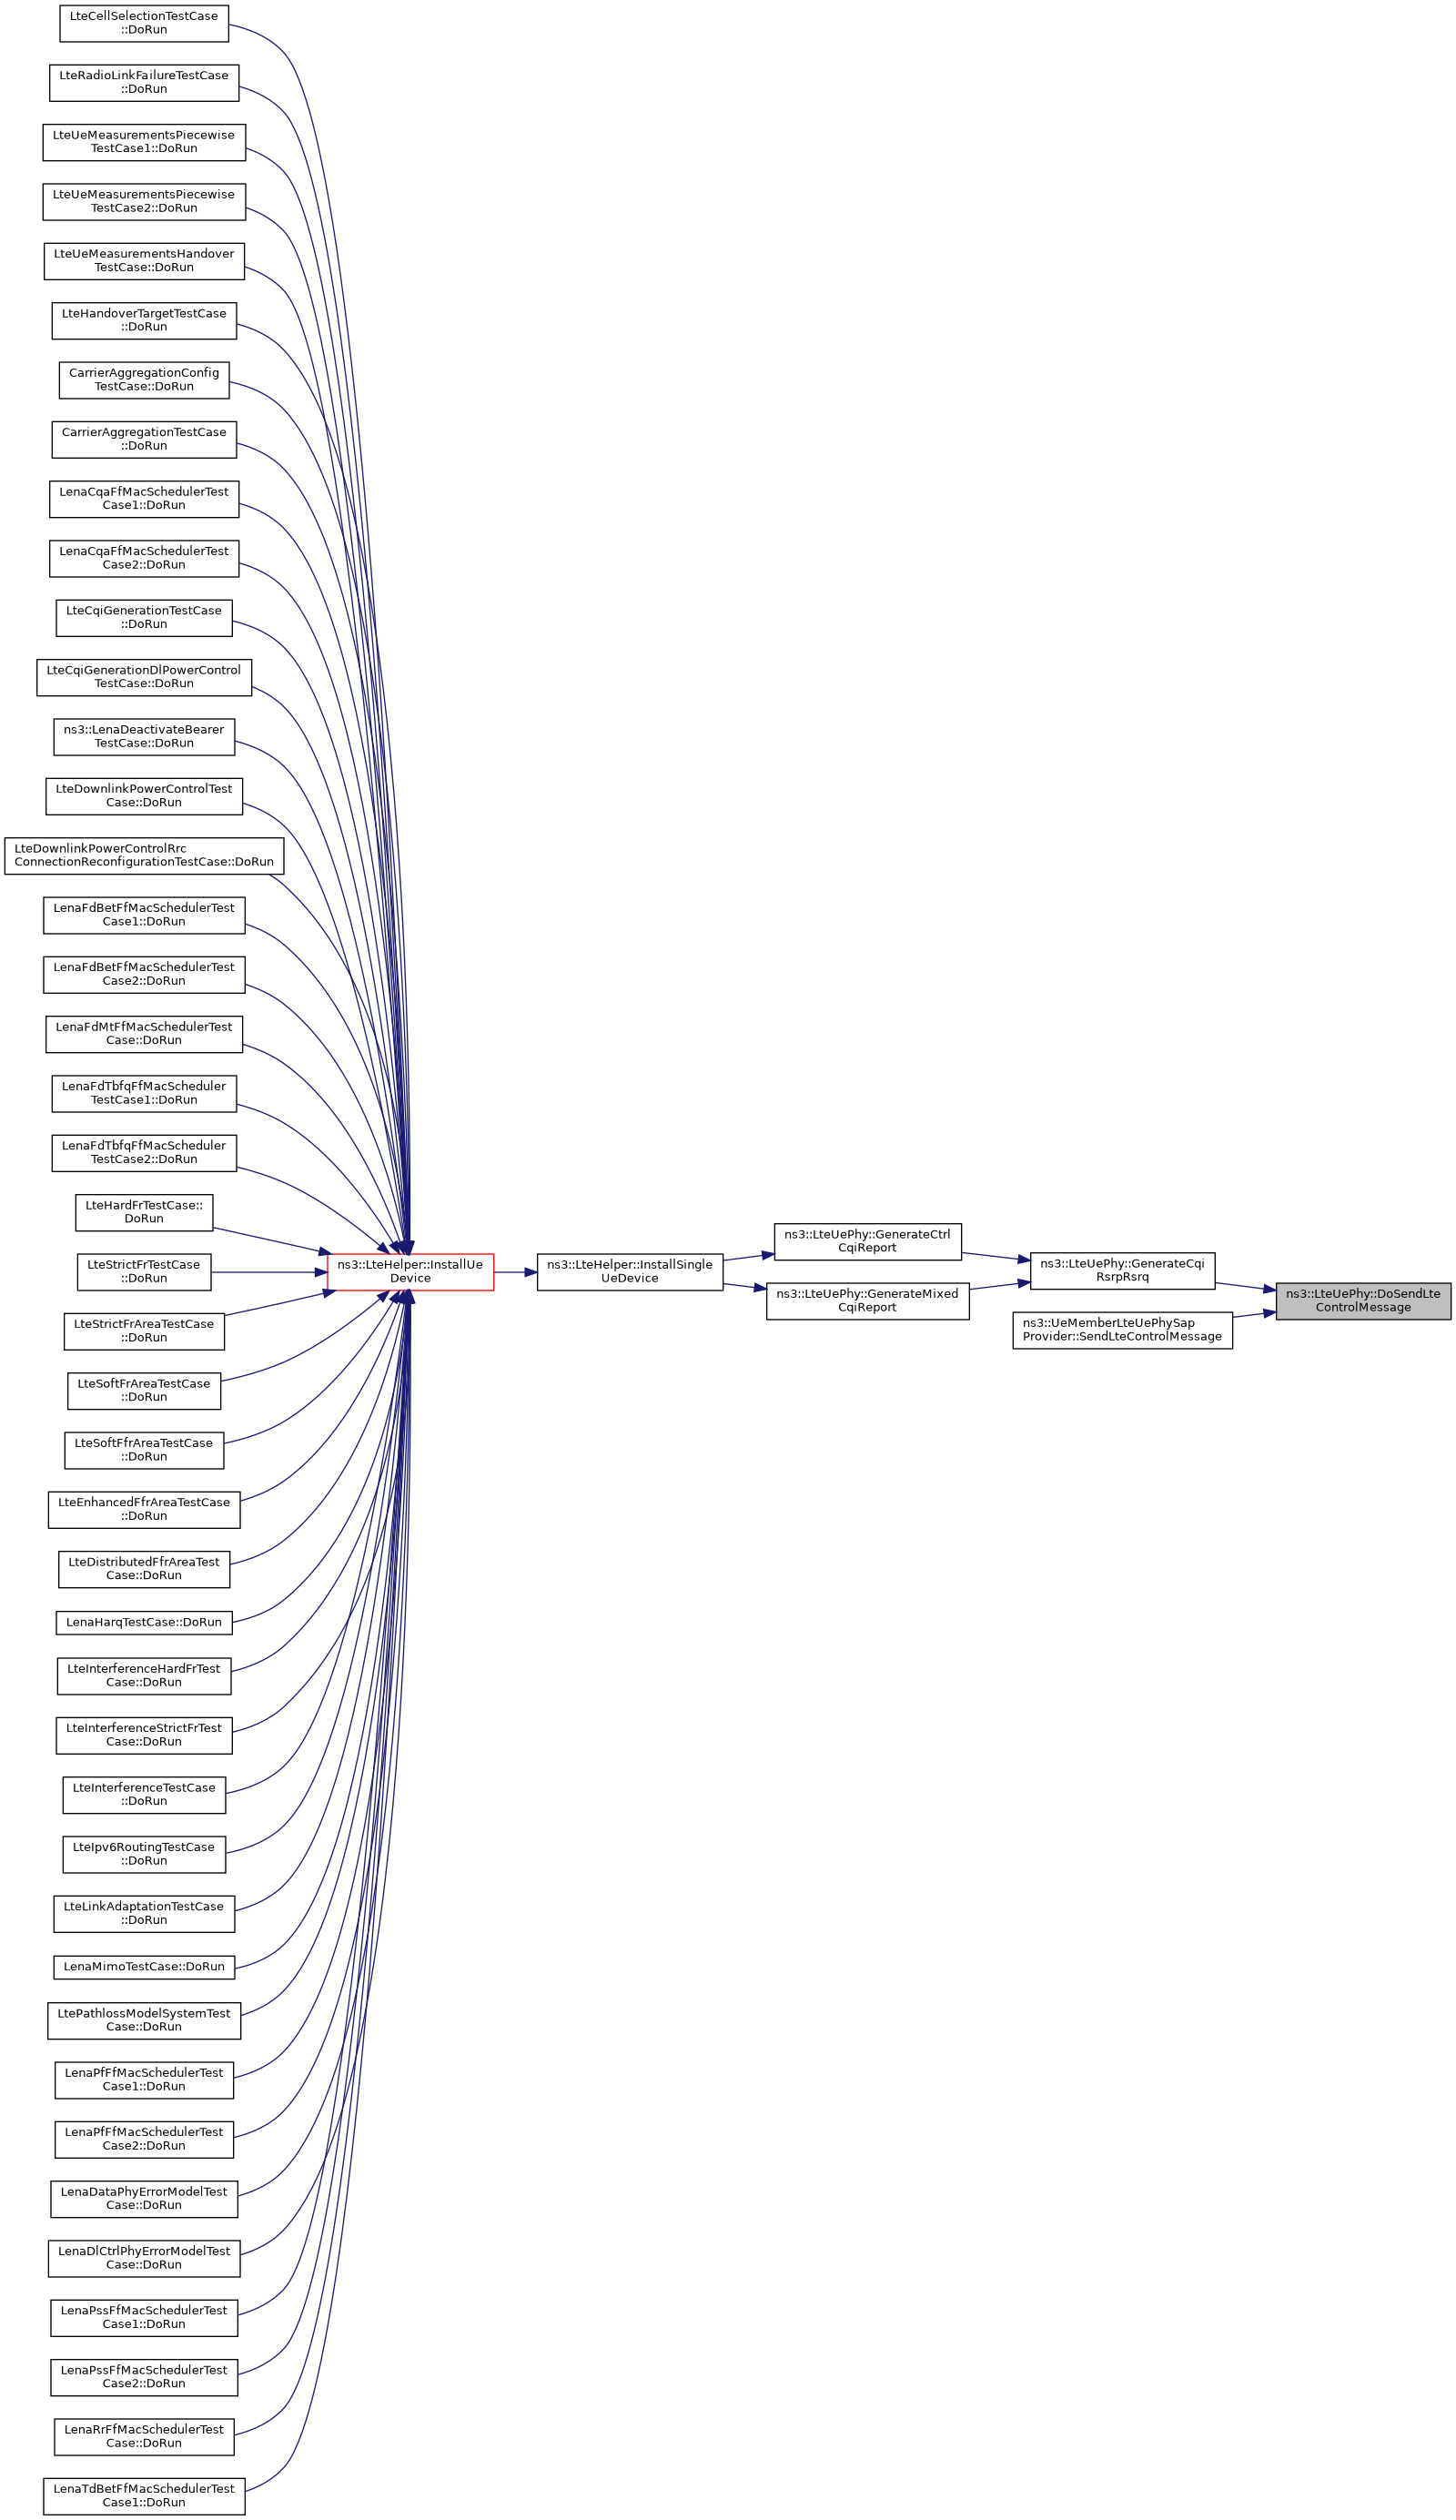 LteCellSelectionTestCase
::DoRun
LteRadioLinkFailureTestCase
::DoRun
LteUeMeasurementsPiecewise
TestCase1::DoRun
LteUeMeasurementsPiecewise
TestCase2::DoRun
LteUeMeasurementsHandover
TestCase::DoRun
LteHandoverTargetTestCase
::DoRun
CarrierAggregationConfig
TestCase::DoRun
CarrierAggregationTestCase
::DoRun
LenaCqaFfMacSchedulerTest
Case1::DoRun
LenaCqaFfMacSchedulerTest
Case2::DoRun
LteCqiGenerationTestCase
::DoRun
LteCqiGenerationDlPowerControl
TestCase::DoRun
ns3::LenaDeactivateBearer
TestCase::DoRun
LteDownlinkPowerControlTest
Case::DoRun
LteDownlinkPowerControlRrc
ConnectionReconfigurationTestCase::DoRun
LenaFdBetFfMacSchedulerTest
Case1::DoRun
LenaFdBetFfMacSchedulerTest
Case2::DoRun
LenaFdMtFfMacSchedulerTest
Case::DoRun
LenaFdTbfqFfMacScheduler
TestCase1::DoRun
LenaFdTbfqFfMacScheduler
TestCase2::DoRun
LteHardFrTestCase::
DoRun
LteStrictFrTestCase
::DoRun
LteStrictFrAreaTestCase
::DoRun
LteSoftFrAreaTestCase
::DoRun
LteSoftFfrAreaTestCase
::DoRun
LteEnhancedFfrAreaTestCase
::DoRun
LteDistributedFfrAreaTest
Case::DoRun
LenaHarqTestCase::DoRun
LteInterferenceHardFrTest
Case::DoRun
LteInterferenceStrictFrTest
Case::DoRun
LteInterferenceTestCase
::DoRun
LteIpv6RoutingTestCase
::DoRun
LteLinkAdaptationTestCase
::DoRun
LenaMimoTestCase::DoRun
LtePathlossModelSystemTest
Case::DoRun
LenaPfFfMacSchedulerTest
Case1::DoRun
LenaPfFfMacSchedulerTest
Case2::DoRun
LenaDataPhyErrorModelTest
Case::DoRun
LenaDlCtrlPhyErrorModelTest
Case::DoRun
LenaPssFfMacSchedulerTest
Case1::DoRun
LenaPssFfMacSchedulerTest
Case2::DoRun
LenaRrFfMacSchedulerTest
Case::DoRun
LenaTdBetFfMacSchedulerTest
Case1::DoRun
ns3::LteHelper::InstallUe
Device
ns3::LteHelper::InstallSingle
UeDevice
ns3::LteUePhy::GenerateCtrl
CqiReport
ns3::LteUePhy::GenerateMixed
CqiReport
ns3::LteUePhy::GenerateCqi
RsrpRsrq
ns3::UeMemberLteUePhySap
Provider::SendLteControlMessage
ns3::LteUePhy::DoSendLte
ControlMessage